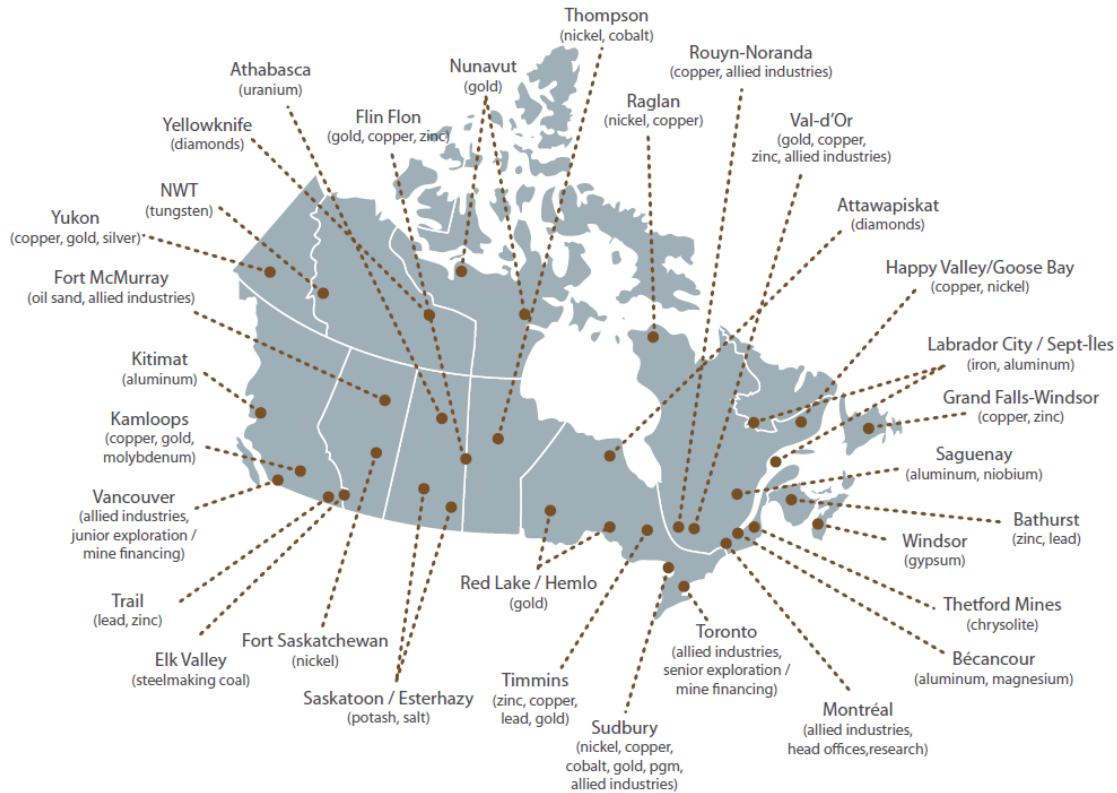 Thompson
(nickel, cobalt)
Rouyn-Noranda
(copper, allied industries)
Athabasca
(uranium)
Nunavut
(gold)
Raglan
(nickel, copper)
Flin Flon
(gold, copper, zinc)
Val-d'Or
(gold, copper,
zinc, allied industries)
Yellowknife
(diamonds)
NWT
(tungsten)
Attawapiskat
(diamonds)
Yukon
(copper, gold, silver)
Happy Valley/Goose Bay
(copper, nickel)
Fort McMurray
(oil sand, allied industries)
Labrador City / Sept-Îles
(iron, aluminum)
Kitimat
(aluminum)
Grand Falls-Windsor
(copper, zinc)
Kamloops
(copper, gold,
molybdenum)
Saguenay
(aluminum, niobium)
Vancouver
(allied industries,
junior exploration /
mine financing)
Bathurst
(zinc, lead)
Windsor
(gypsum)
Red Lake / Hemlo
(gold)
Trail
(lead, zinc)
Thetford Mines
(chrysolite)
Fort Saskatchewan
(nickel)
Toronto
(allied industries,
senior exploration /
mine financing)
Elk Valley
(steelmaking coal)
Bécancour
(aluminum, magnesium)
Saskatoon / Esterhazy
(potash, salt)
Timmins
(zinc, copper,
lead, gold)
Montréal
(allied industries,
head offices,research)
Sudbury
(nickel, copper,
cobalt, gold, pgm,
allied industries)